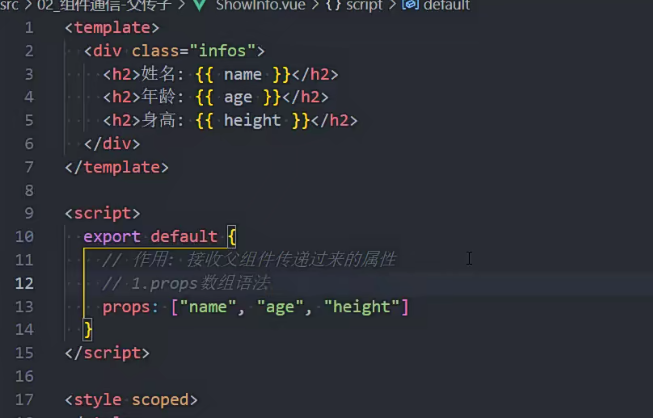 src > 02_组件通信-父传子 > ShowInfo.vue > {} script > default
1 <template>
2 <div class="infos">
3 <h2>姓名: {{ name }}</h2>
4 <h2>年龄: {{ age }}</h2>
5 <h2>身高: {{ height }}</h2>
6 </div>
7 </template>
8
9 <script>
10 export default {
11 // 作用: 接收父组件传递过来的属性
12 // 1.props数组语法
13 props: ["name", "age", "height"]
14 }
15 </script>
16
17 <style scoped>